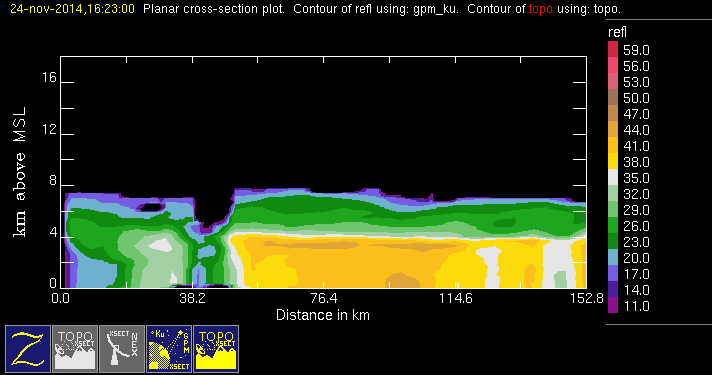 24-nov-2014,16:23:00 Planar cross-section plot. Contour of refl using: gpm_ku. Contour of topo using: topo.
refl
59.0
56.0
53.0
50.0
47.0
44.0
41.0
38.0
35.0
32.0
29.0
26.0
23.0
20.0
17.0
14.0
11.0
km above MSL
16
12
8
4
0
0.0 38.2 76.4 114.6 152.8
Distance in km
Z
TOPO
XSECT
XSECT
Ku
GPM
XSECT
TOPO
XSECT